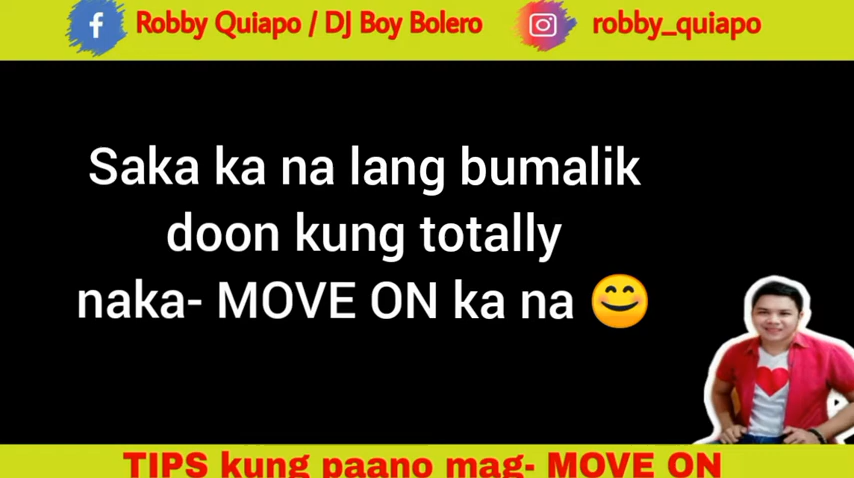 Robby Quiapo / DJ Boy Bolero robby_quiapo
Saka ka na lang bumalik
doon kung totally
naka- MOVE ON ka na 😊
TIPS kung paano mag- MOVE ON